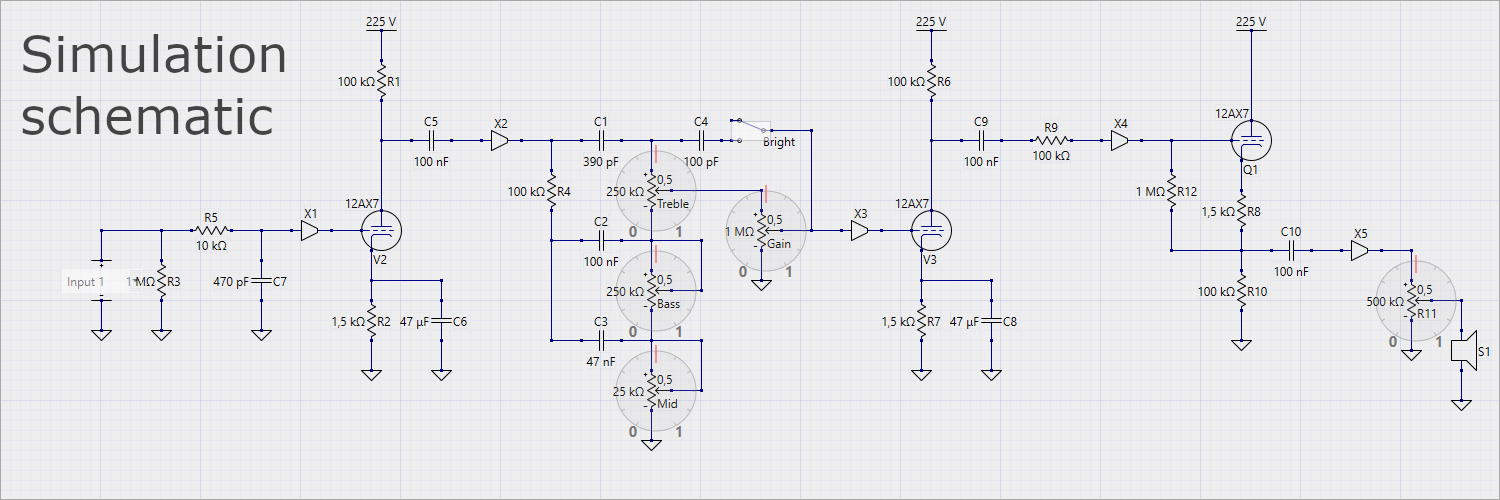 Simulation
schematic
225 V
100 kΩ R1
C5
100 nF
X2
C1
390 pF
C4
100 pF
Bright
0,5
250 kΩ
Treble
0 1
100 kΩ R4
12AX7
V2
R5
10 kΩ
X1
Input 1
+
-
1 MΩ R3
470 pF C7
1,5 kΩ R2
47 µF C6
C2
100 nF
0,5
250 kΩ
Bass
0 1
C3
47 nF
0,5
25 kΩ
Mid
0 1
0,5
1 MΩ
Gain
0 1
X3
225 V
100 kΩ R6
12AX7
V3
1,5 kΩ R7
47 µF C8
C9
100 nF
R9
100 kΩ
X4
225 V
12AX7
Q1
1 MΩ R12
1,5 kΩ R8
100 kΩ R10
C10
100 nF
X5
0,5
500 kΩ
R11
0 1
S1